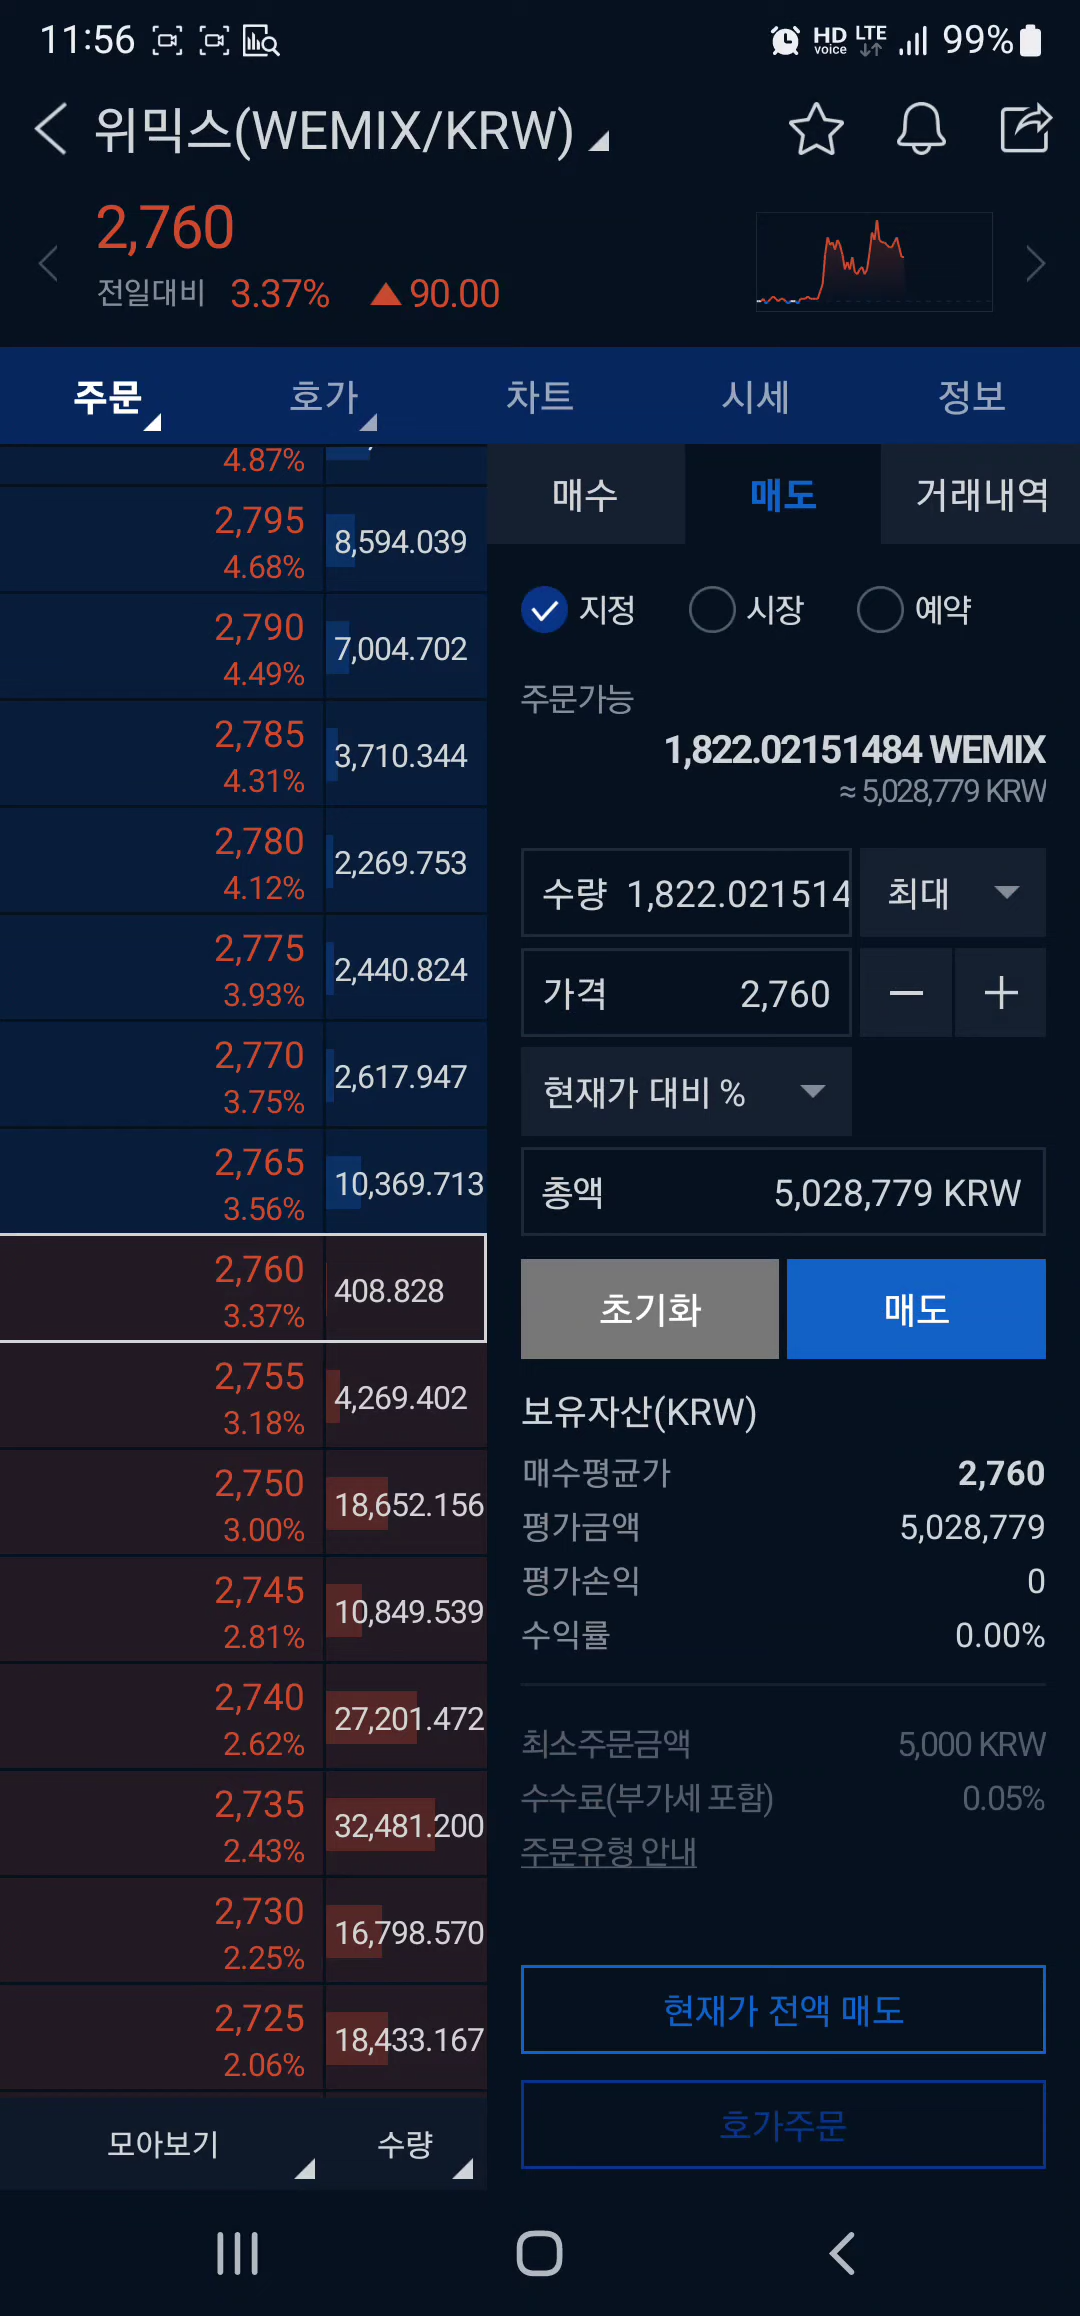 11:56 HD voice LTE 99%
위믹스(WEMIX/KRW)
2,760
전일대비 3.37% ▲ 90.00
주문 호가 차트 시세 정보
4.87%
2,795 8,594.039
4.68%
2,790 7,004.702
4.49%
2,785 3,710.344
4.31%
2,780 2,269.753
4.12%
2,775 2,440.824
3.93%
2,770 2,617.947
3.75%
2,765 10,369.713
3.56%
2,760 408.828
3.37%
2,755 4,269.402
3.18%
2,750 18,652.156
3.00%
2,745 10,849.539
2.81%
2,740 27,201.472
2.62%
2,735 32,481.200
2.43%
2,730 16,798.570
2.25%
2,725 18,433.167
2.06%
모아보기 수량
매수 매도 거래내역
지정 시장 예약
주문가능
1,822.02151484 WEMIX
≈ 5,028,779 KRW
수량 1,822.021514 최대
가격 2,760 － ＋
현재가 대비 %
총액 5,028,779 KRW
초기화 매도
보유자산(KRW)
매수평균가 2,760
평가금액 5,028,779
평가손익 0
수익률 0.00%
최소주문금액 5,000 KRW
수수료(부가세 포함) 0.05%
주문유형 안내
현재가 전액 매도
호가주문